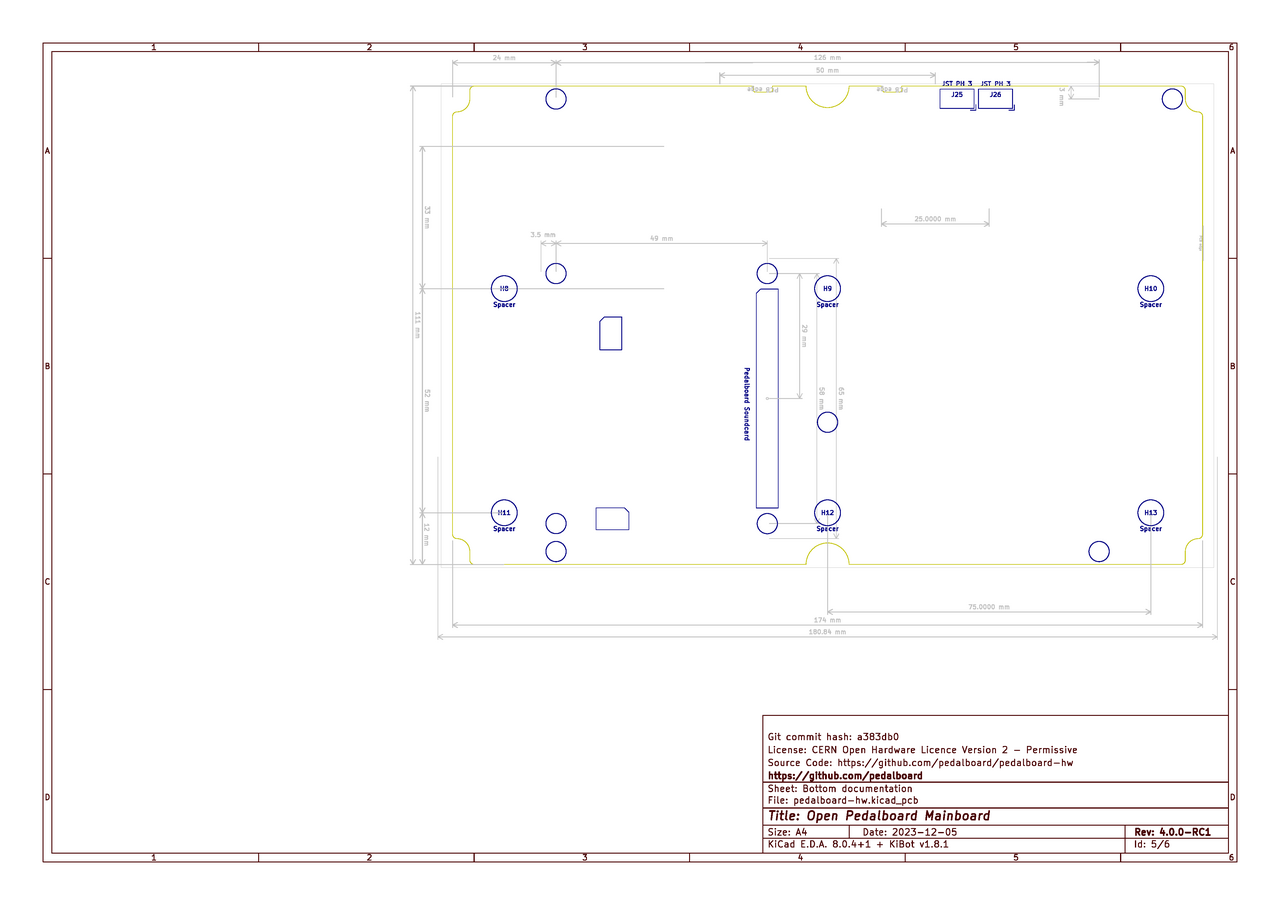 1 2 3 4 5 6
24 mm
126 mm
50 mm
JST PH 3 JST PH 3
J25 J26
3 mm
A A
33 mm
25.0000 mm
3.5 mm
49 mm
H8 H9 H10
Spacer Spacer Spacer
111 mm
29 mm
B B
52 mm
Pedalboard Soundcard
58 mm
65 mm
H11 H12 H13
Spacer Spacer Spacer
12 mm
C C
75.0000 mm
174 mm
180.84 mm
Git commit hash: a383db0
License: CERN Open Hardware Licence Version 2 - Permissive
Source Code: https://github.com/pedalboard/pedalboard-hw
https://github.com/pedalboard
Sheet: Bottom documentation
D D
File: pedalboard-hw.kicad_pcb
Title: Open Pedalboard Mainboard
Size: A4 Date: 2023-12-05 Rev: 4.0.0-RC1
KiCad E.D.A. 8.0.4+1 + KiBot v1.8.1 Id: 5/6
1 2 3 4 5 6